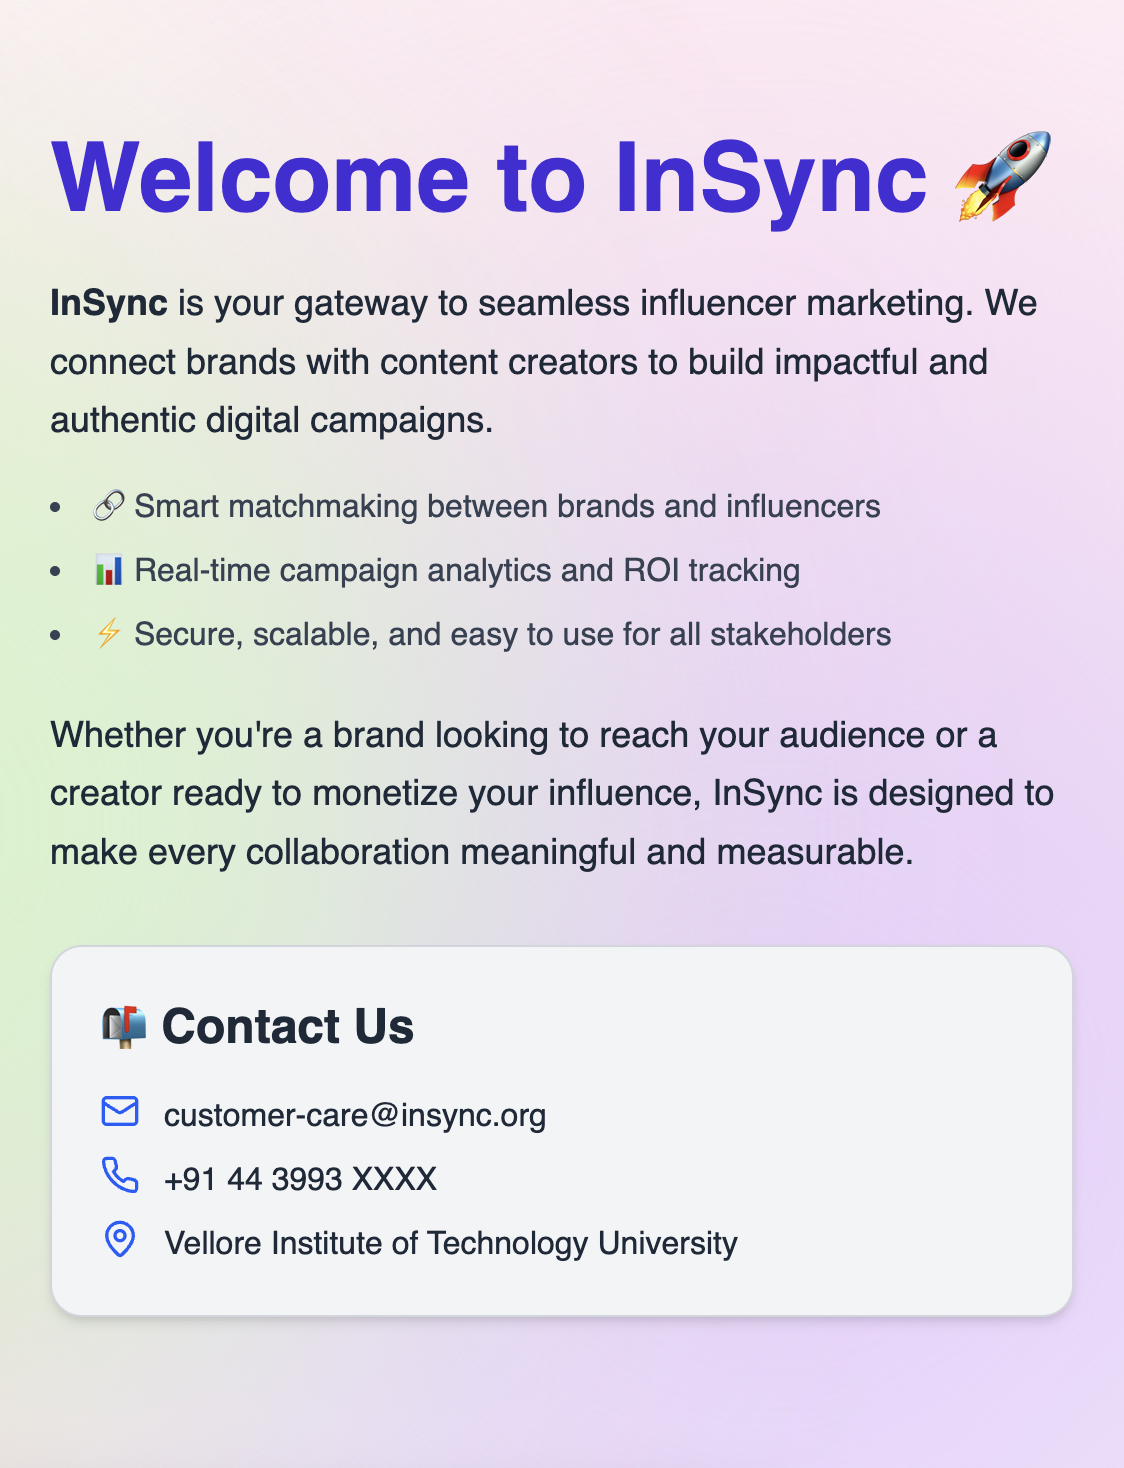 Welcome to InSync 🚀
InSync is your gateway to seamless influencer marketing. We
connect brands with content creators to build impactful and
authentic digital campaigns.
• 🔗 Smart matchmaking between brands and influencers
• 📊 Real-time campaign analytics and ROI tracking
• ⚡ Secure, scalable, and easy to use for all stakeholders
Whether you're a brand looking to reach your audience or a
creator ready to monetize your influence, InSync is designed to
make every collaboration meaningful and measurable.
📬 Contact Us
customer-care@insync.org
+91 44 3993 XXXX
Vellore Institute of Technology University